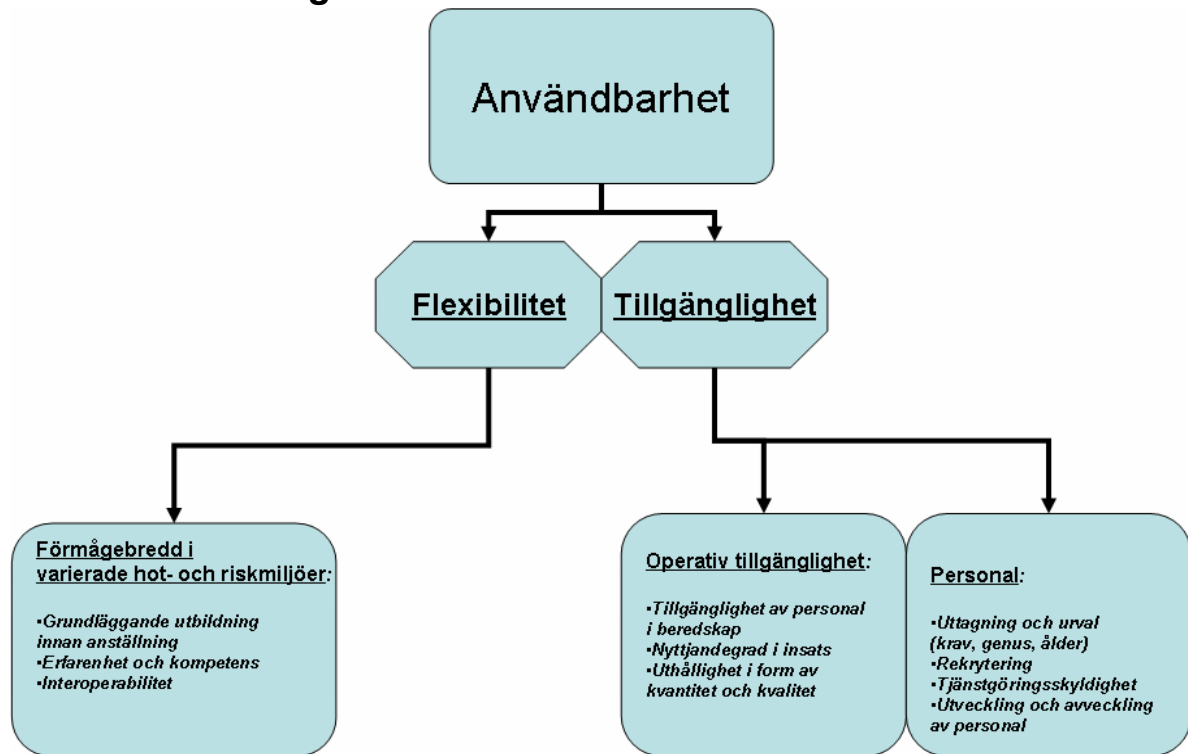 Användbarhet
Flexibilitet
Tillgänglighet
Förmågebredd i
varierade hot- och riskmiljöer:
•Grundläggande utbildning
innan anställning
•Erfarenhet och kompetens
•Interoperabilitet
Operativ tillgänglighet:
•Tillgänglighet av personal
i beredskap
•Nyttjandegrad i insats
•Uthållighet i form av
kvantitet och kvalitet
Personal:
•Uttagning och urval
(krav, genus, ålder)
•Rekrytering
•Tjänstgöringsskyldighet
•Utveckling och avveckling
av personal